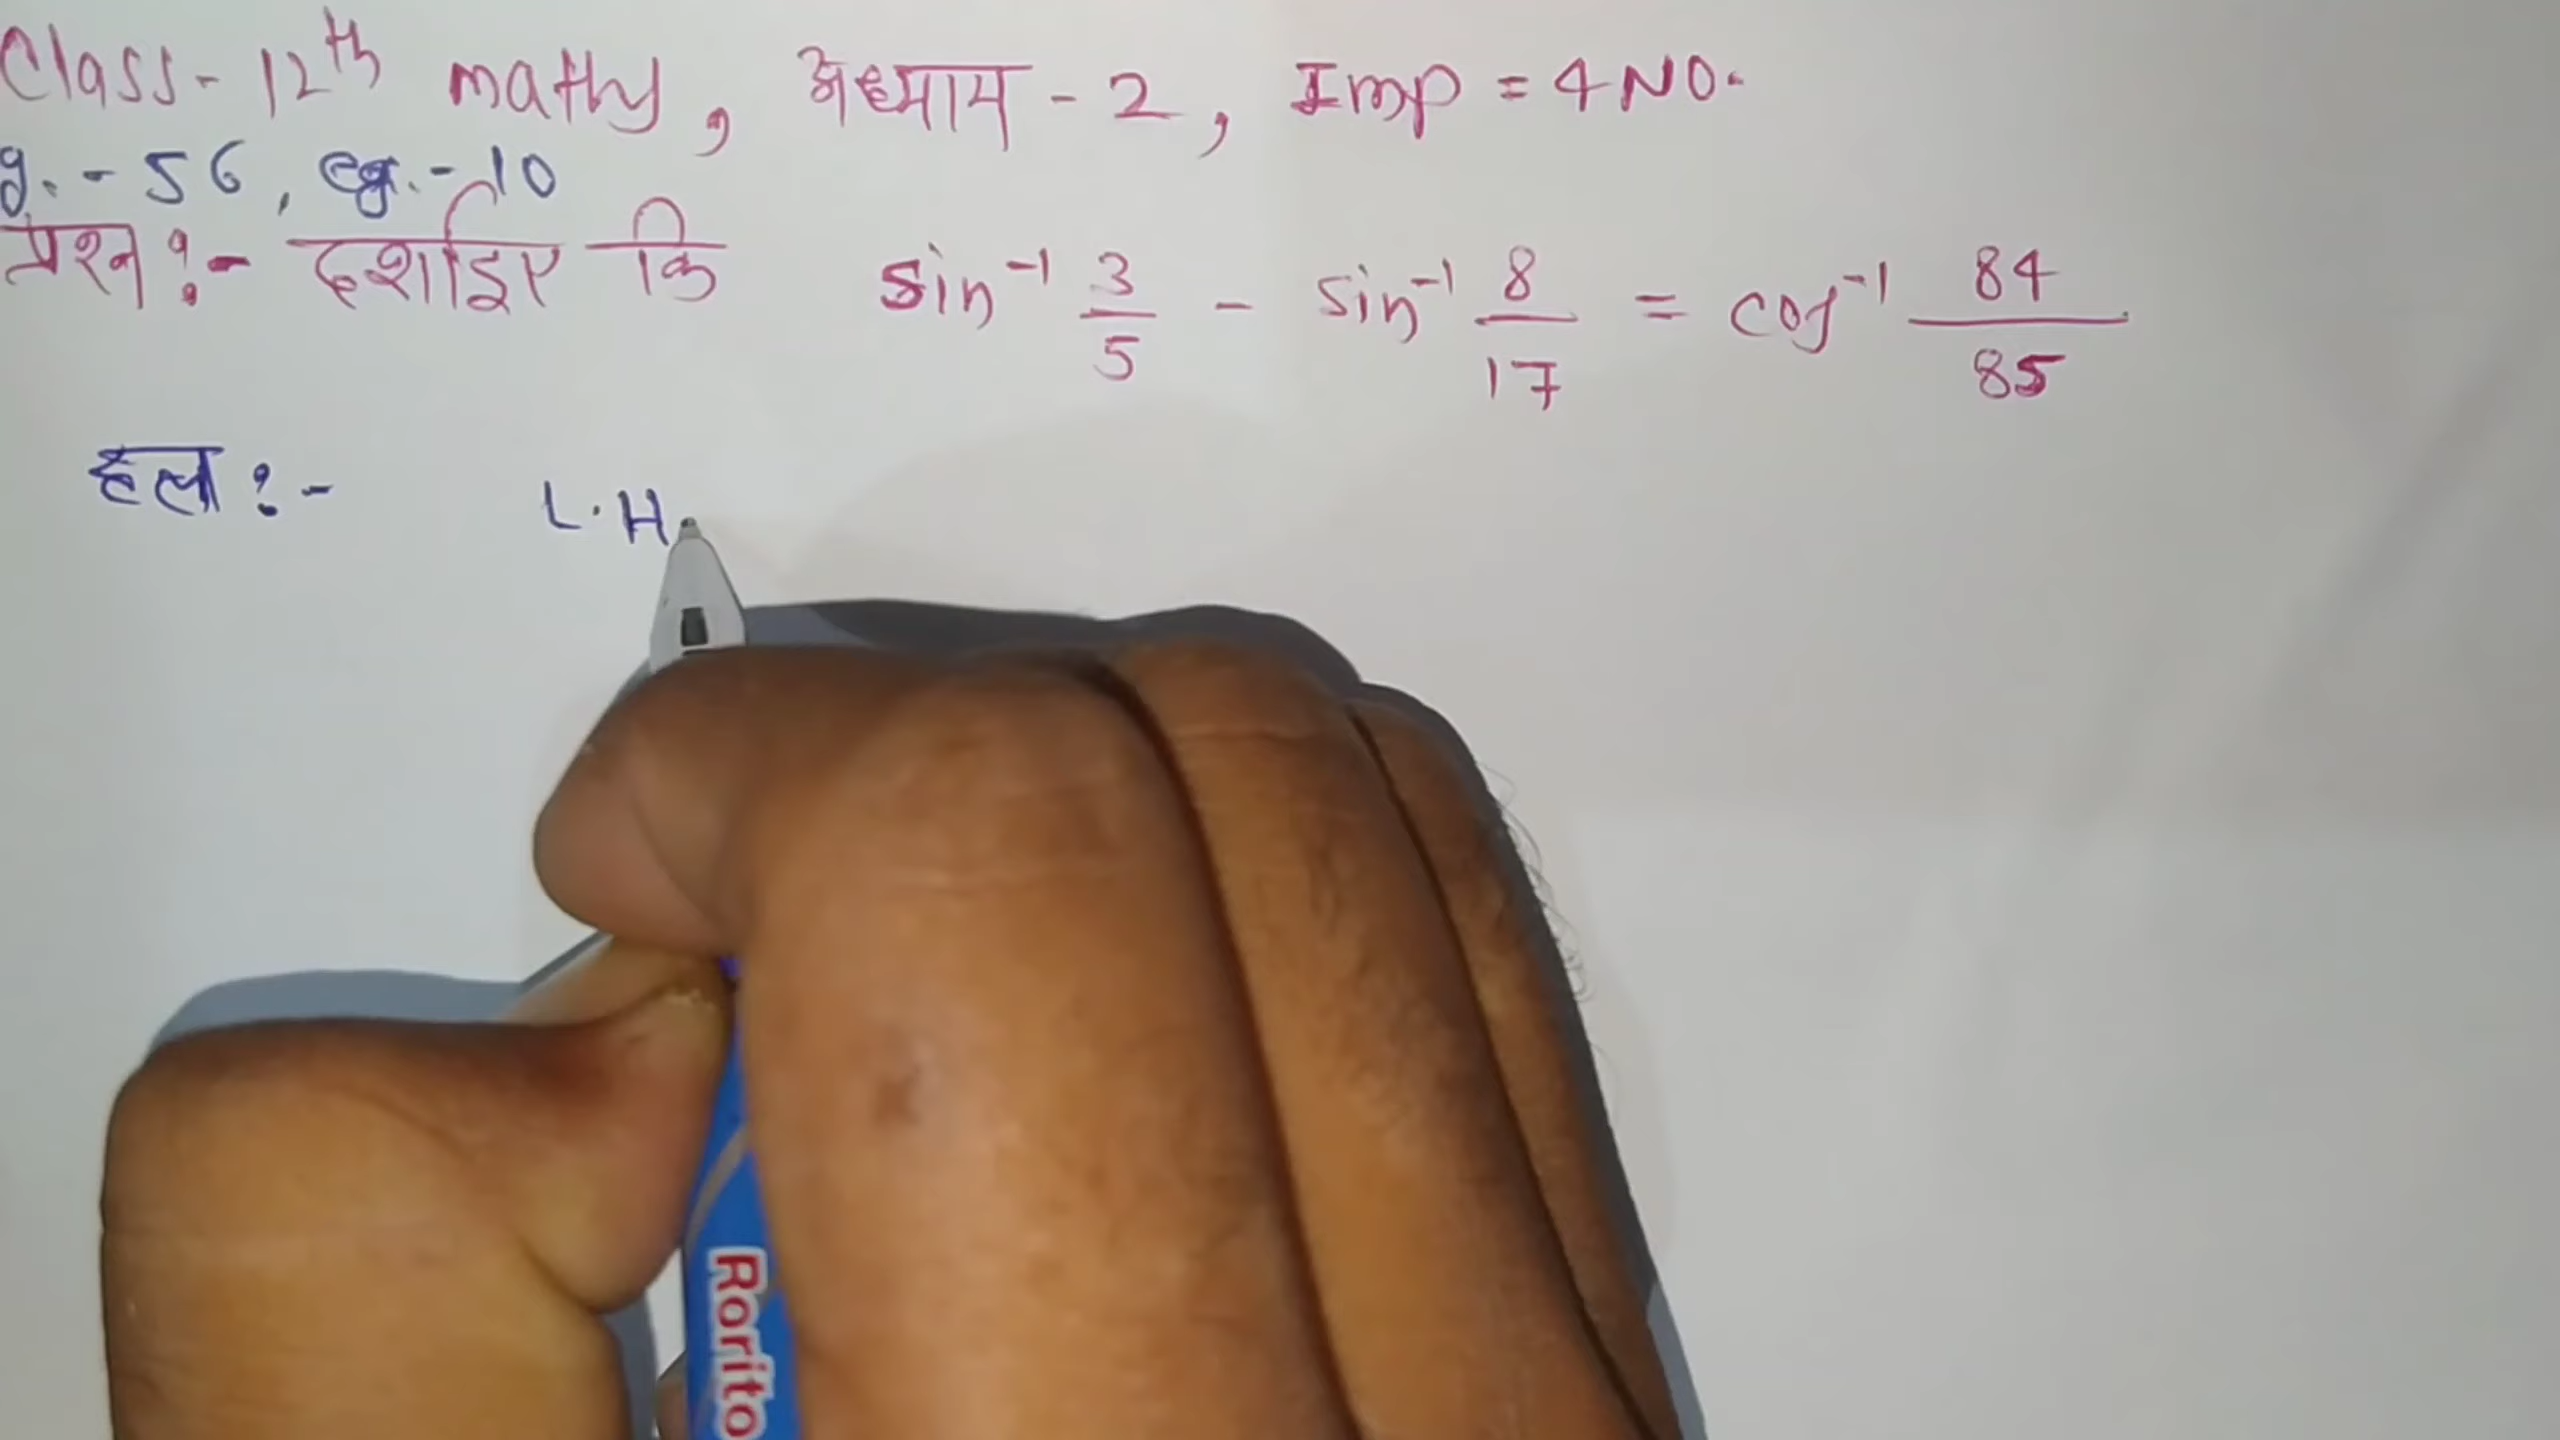 Class - 12th maths, अध्याय - 2, Imp = 4 NO.
g. - 56, eg. - 10
प्रश्न :- दर्शाइए कि sin⁻¹ 3/5 - sin⁻¹ 8/17 = cos⁻¹ 84/85
हल :- L.H.
Rorito